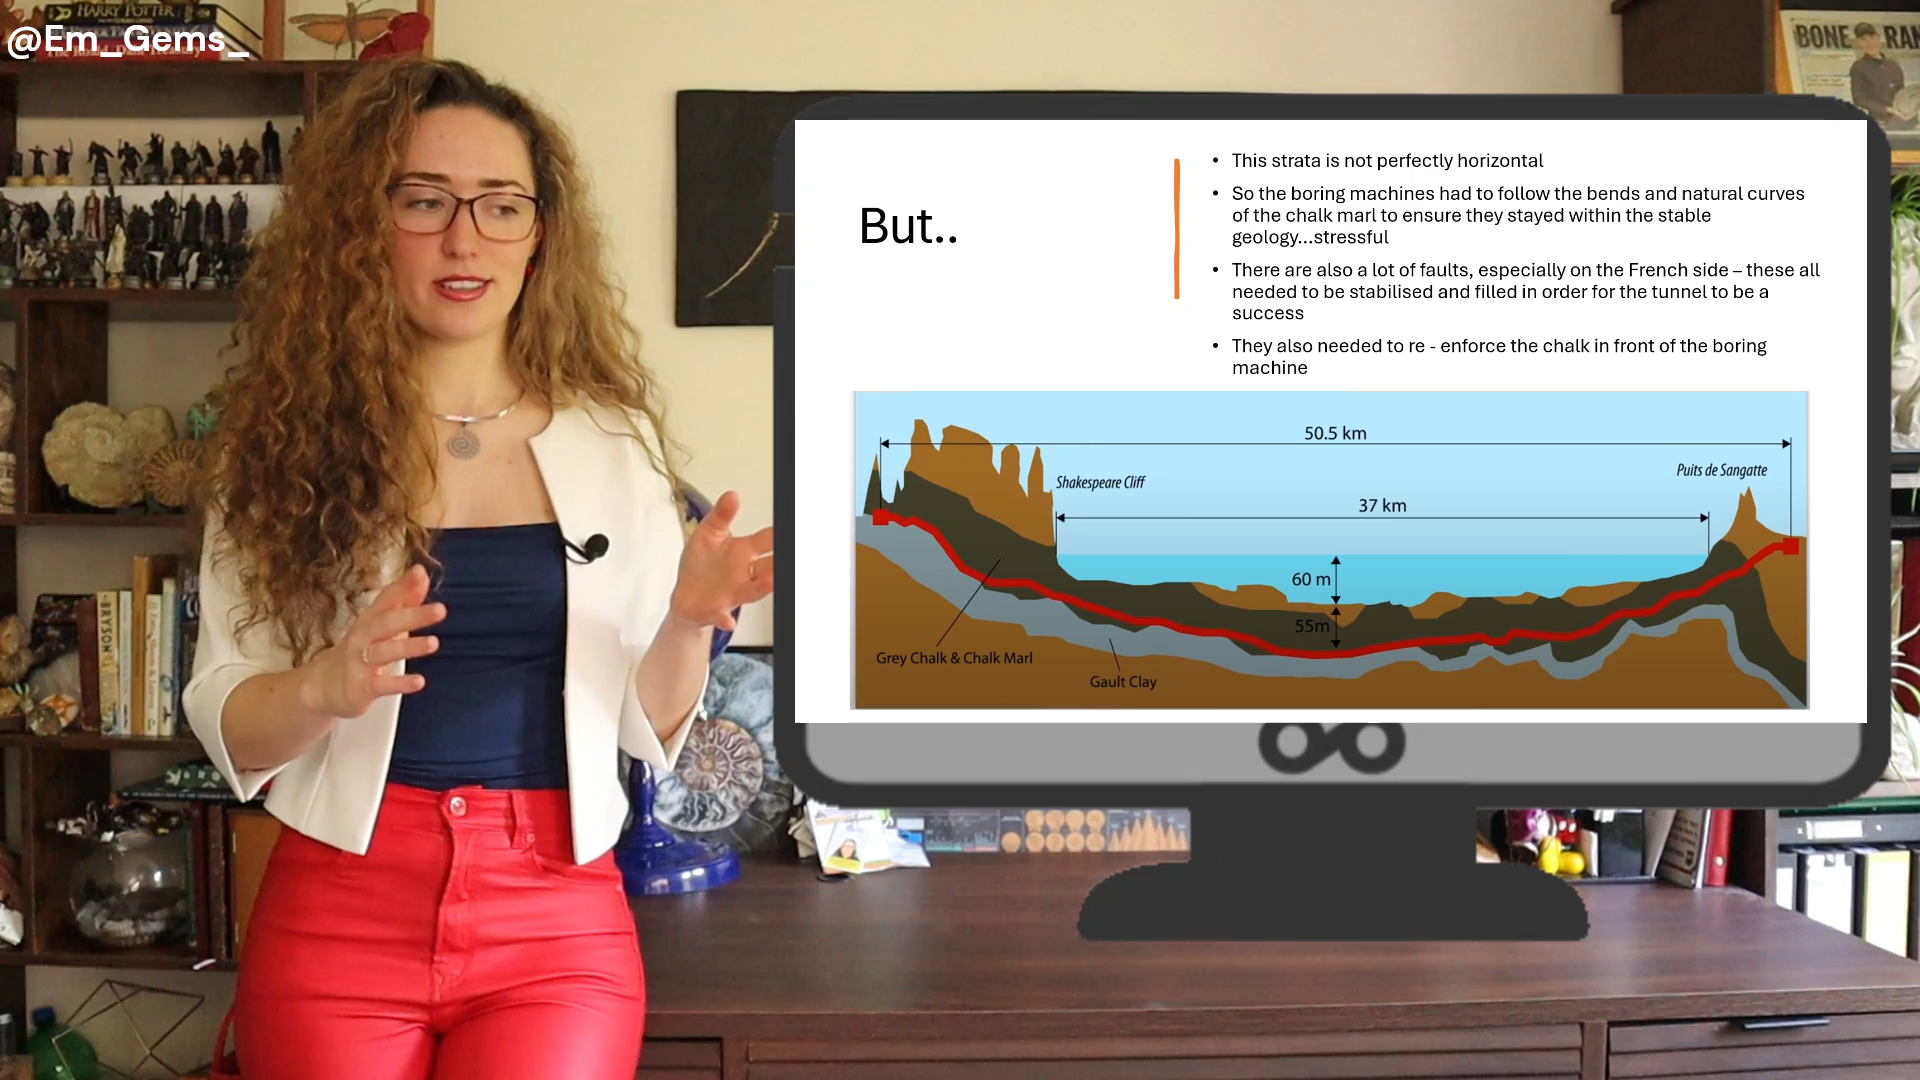 @Em_Gems_
HARRY POTTER
BONE RAN
But..
• This strata is not perfectly horizontal
• So the boring machines had to follow the bends and natural curves
of the chalk marl to ensure they stayed within the stable
geology...stressful
• There are also a lot of faults, especially on the French side – these all
needed to be stabilised and filled in order for the tunnel to be a
success
• They also needed to re - enforce the chalk in front of the boring
machine
50.5 km
Shakespeare Cliff
Puits de Sangatte
37 km
60 m
55m
Grey Chalk & Chalk Marl
Gault Clay
BRYSON